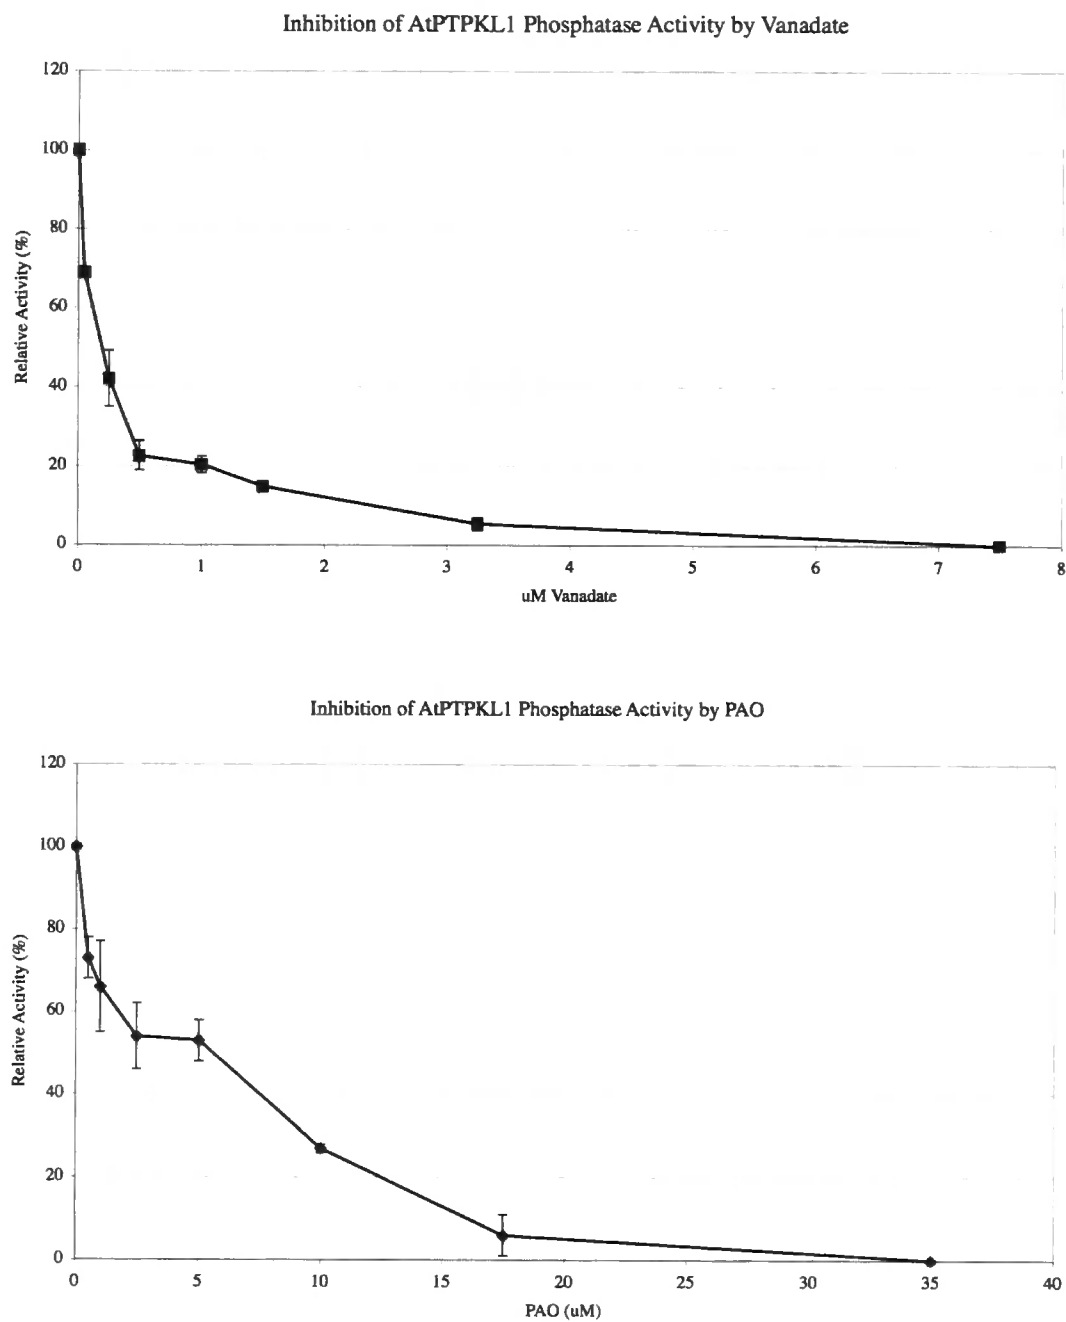 Inhibition of AtPTPKL1 Phosphatase Activity by Vanadate
120
100
80
60
40
20
0
Relative Activity (%)
0 1 2 3 4 5 6 7 8
uM Vanadate
Inhibition of AtPTPKL1 Phosphatase Activity by PAO
120
100
80
60
40
20
0
Relative Activity (%)
0 5 10 15 20 25 30 35 40
PAO (uM)